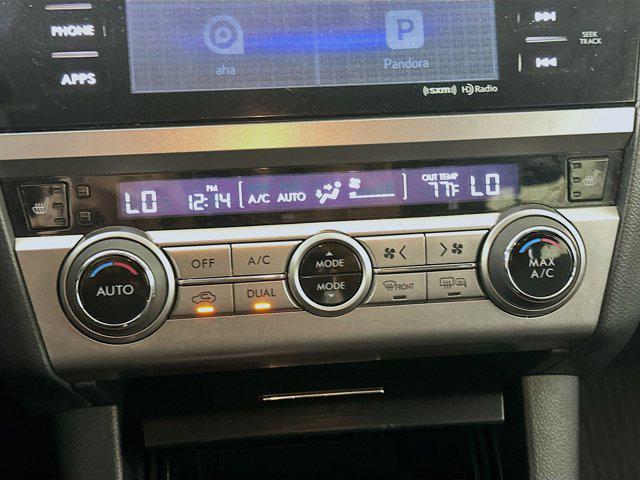 PHONE
APPS
aha
P
Pandora
SEEK
TRACK
((sxm)) HD Radio
LO
PM
12:14
A/C AUTO
OUT TEMP
77°F
LO
AUTO
OFF
A/C
DUAL
MODE
MODE
FRONT
MAX
A/C